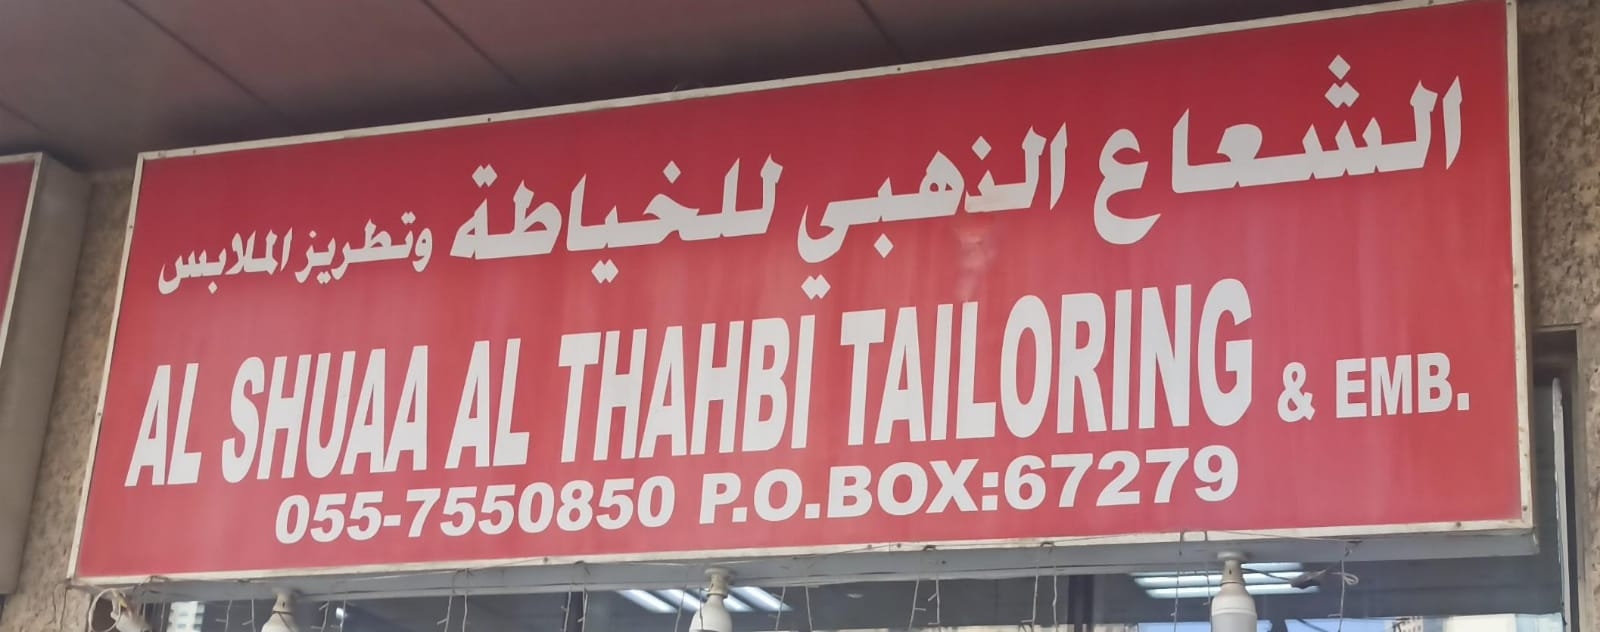 الشعاع الذهبي للخياطة وتطريز الملابس
AL SHUAA AL THAHBI TAILORING & EMB.
055-7550850 P.O.BOX:67279